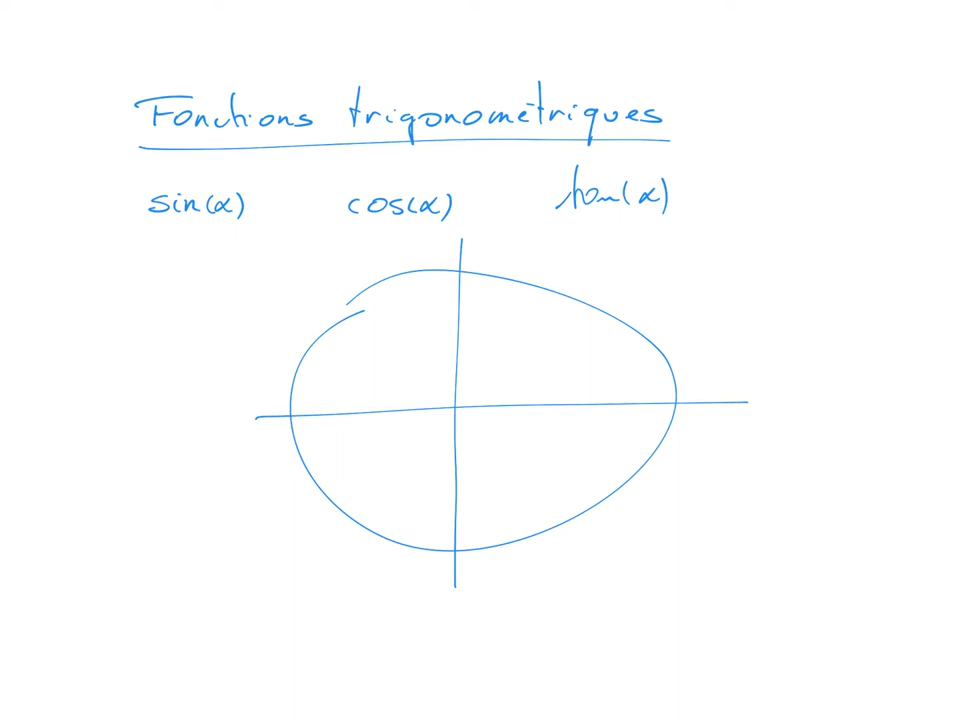 Fonctions trigonométriques
sin(α) cos(α) tan(α)